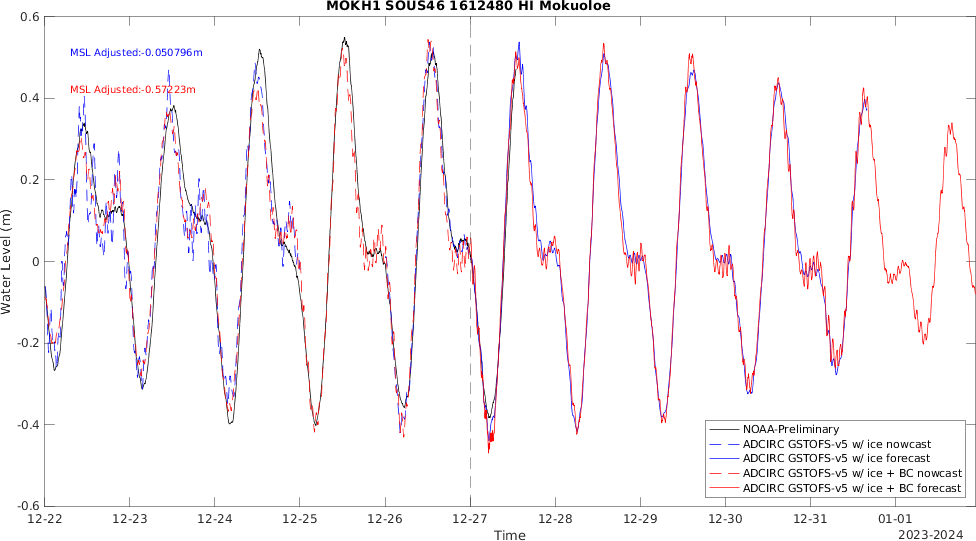 MOKH1 SOUS46 1612480 HI Mokuoloe
MSL Adjusted:-0.050796m
MSL Adjusted:-0.57223m
Water Level (m)
0.6
0.4
0.2
0
-0.2
-0.4
-0.6
NOAA-Preliminary
ADCIRC GSTOFS-v5 w/ ice nowcast
ADCIRC GSTOFS-v5 w/ ice forecast
ADCIRC GSTOFS-v5 w/ ice + BC nowcast
ADCIRC GSTOFS-v5 w/ ice + BC forecast
12-22 12-23 12-24 12-25 12-26 12-27 12-28 12-29 12-30 12-31 01-01
Time
2023-2024